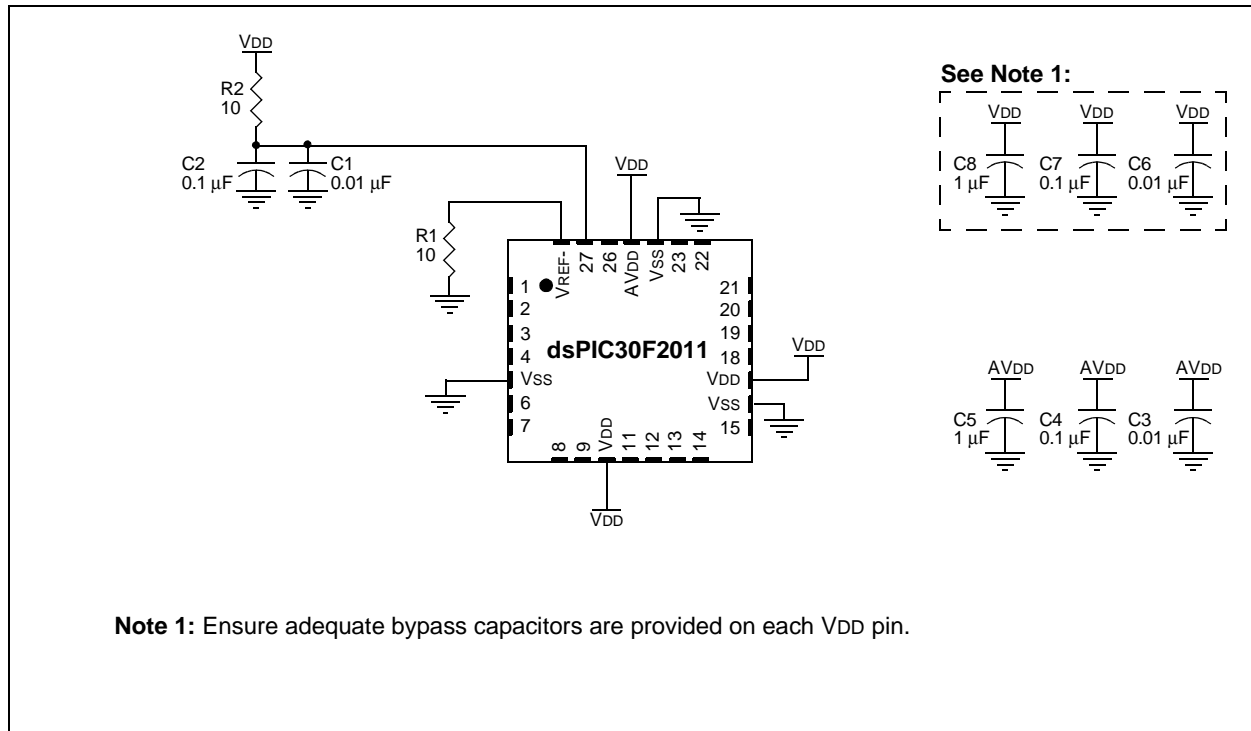 VDD
R2
10
C2
0.1 µF
C1
0.01 µF
R1
10
VDD
See Note 1:
VDD
VDD
VDD
C8
1 µF
C7
0.1 µF
C6
0.01 µF
VREF-
27
26
AVDD
VSS
23
22
1
2
3
4
VSS
6
7
dsPIC30F2011
21
20
19
18
VDD
VSS
15
VDD
8
9
VDD
11
12
13
14
VDD
AVDD
AVDD
AVDD
C5
1 µF
C4
0.1 µF
C3
0.01 µF
Note 1: Ensure adequate bypass capacitors are provided on each VDD pin.